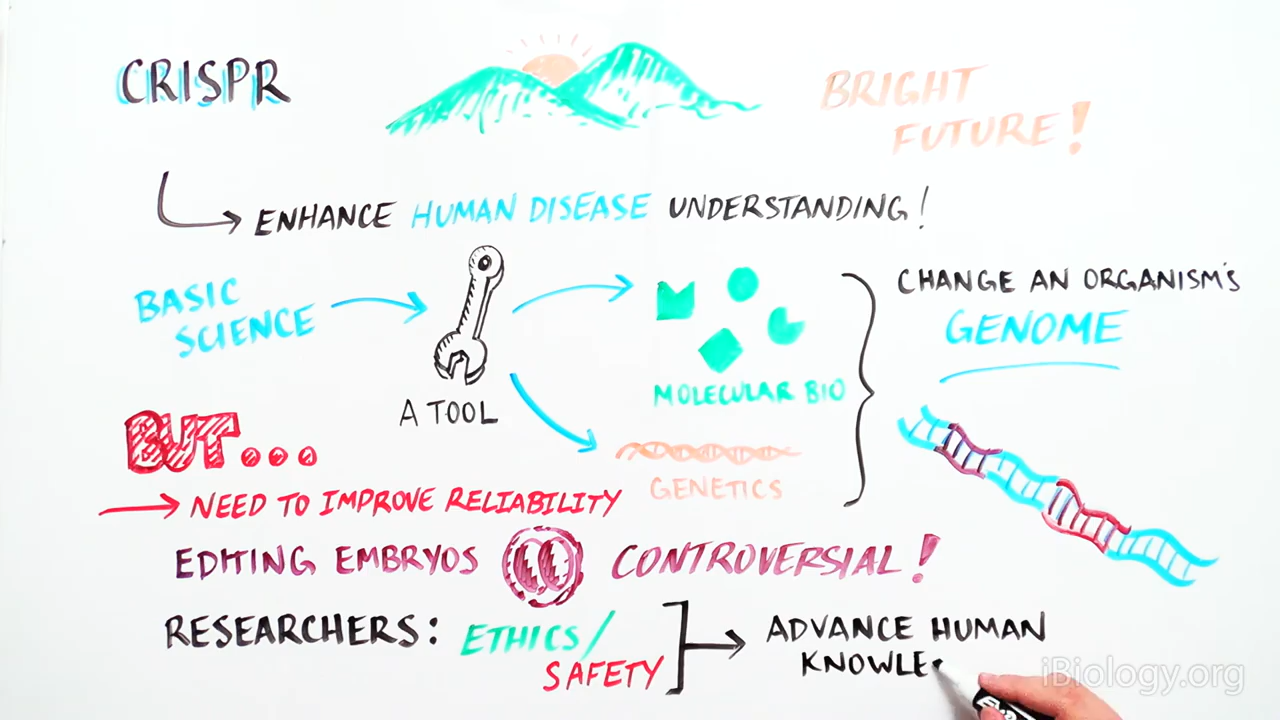 CRISPR
BRIGHT
FUTURE!
ENHANCE HUMAN DISEASE UNDERSTANDING!
BASIC
SCIENCE
A TOOL
MOLECULAR BIO
GENETICS
CHANGE AN ORGANISM'S
GENOME
BUT...
NEED TO IMPROVE RELIABILITY
EDITING EMBRYOS CONTROVERSIAL!
RESEARCHERS: ETHICS/
SAFETY
ADVANCE HUMAN
KNOWLE
iBiology.org